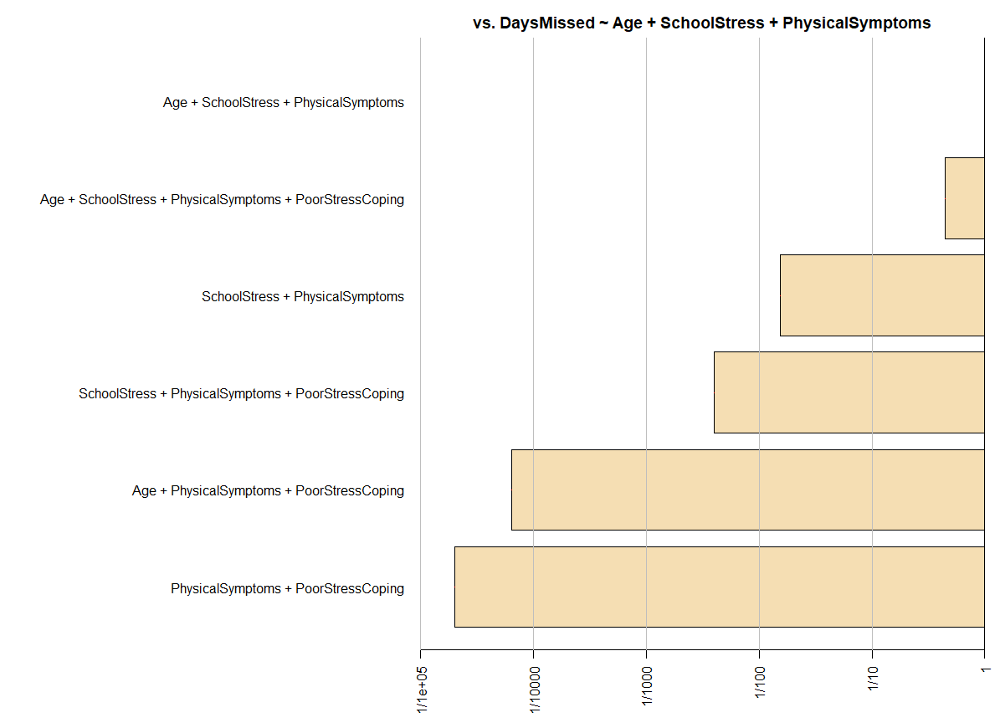 vs. DaysMissed ~ Age + SchoolStress + PhysicalSymptoms
Age + SchoolStress + PhysicalSymptoms
Age + SchoolStress + PhysicalSymptoms + PoorStressCoping
SchoolStress + PhysicalSymptoms
SchoolStress + PhysicalSymptoms + PoorStressCoping
Age + PhysicalSymptoms + PoorStressCoping
PhysicalSymptoms + PoorStressCoping
1/1e+05
1/10000
1/1000
1/100
1/10
1